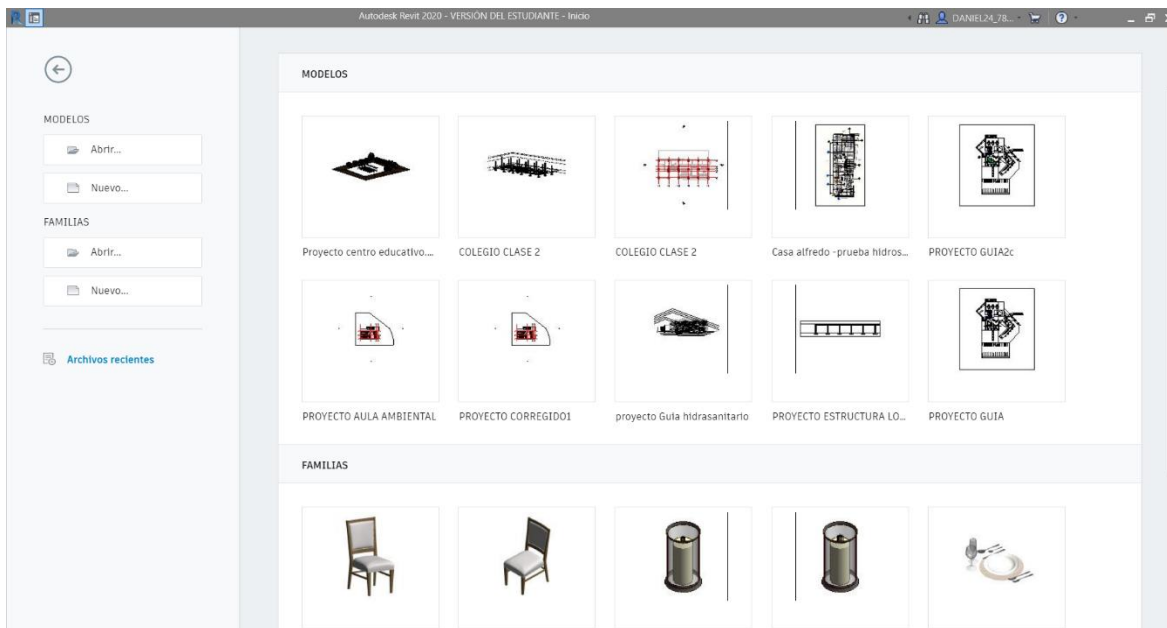 Autodesk Revit 2020 - VERSIÓN DEL ESTUDIANTE - Inicio
DANIEL24_78...
MODELOS
Abrir...
Nuevo...
FAMILIAS
Abrir...
Nuevo...
Archivos recientes
MODELOS
Proyecto centro educativo....
COLEGIO CLASE 2
COLEGIO CLASE 2
Casa alfredo -prueba hidros...
PROYECTO GUIA2c
PROYECTO AULA AMBIENTAL
PROYECTO CORREGIDO1
proyecto Guia hidrasanitario
PROYECTO ESTRUCTURA LO...
PROYECTO GUIA
FAMILIAS